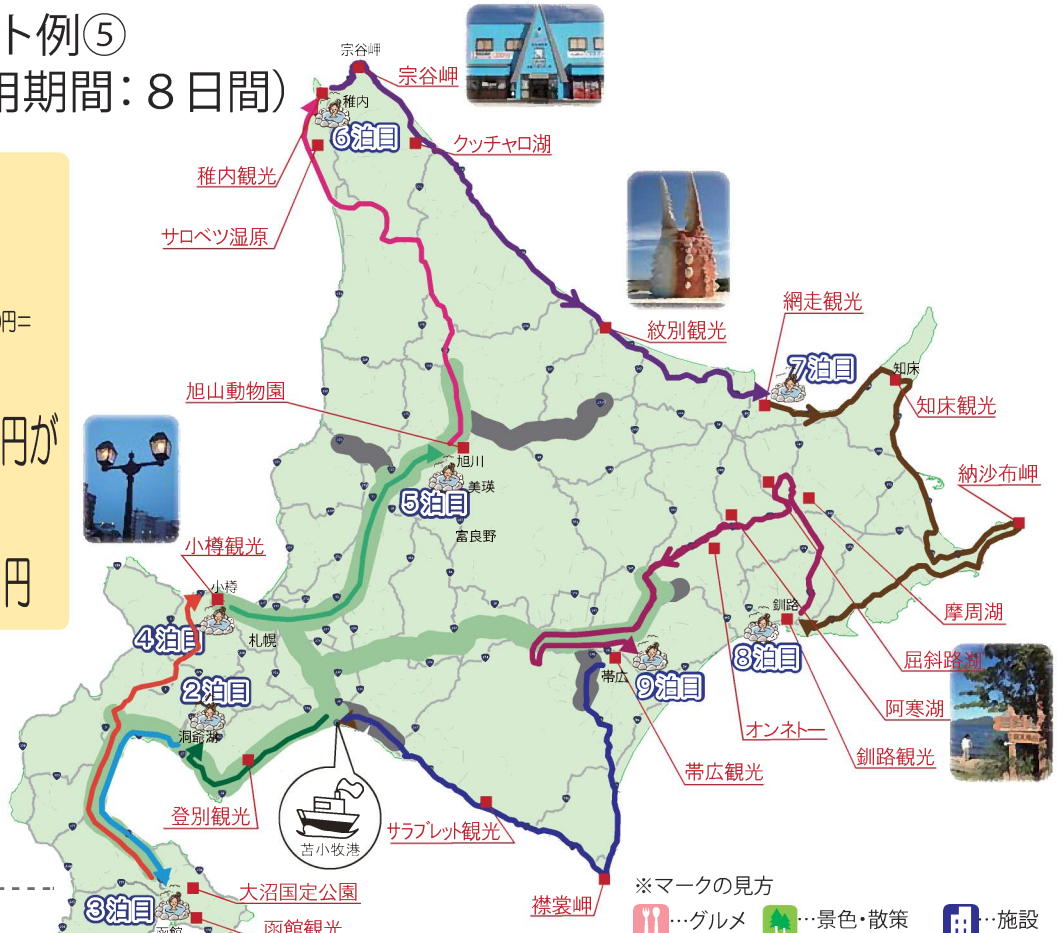 ト例⑤
用期間：８日間）
円＝
円が
円
宗谷岬
宗谷岬
稚内
6泊目
クッチャロ湖
稚内観光
サロベツ湿原
紋別観光
網走観光
7泊目
知床
知床観光
旭山動物園
旭川
美瑛
5泊目
富良野
納沙布岬
小樽観光
小樽
札幌
4泊目
2泊目
洞爺湖
釧路
8泊目
摩周湖
屈斜路湖
阿寒湖
釧路観光
オンネトー
帯広
9泊目
帯広観光
登別観光
苫小牧港
サラブレット観光
襟裳岬
3泊目
大沼国定公園
函館観光
函館
※マークの見方
…グルメ
…景色・散策
…施設